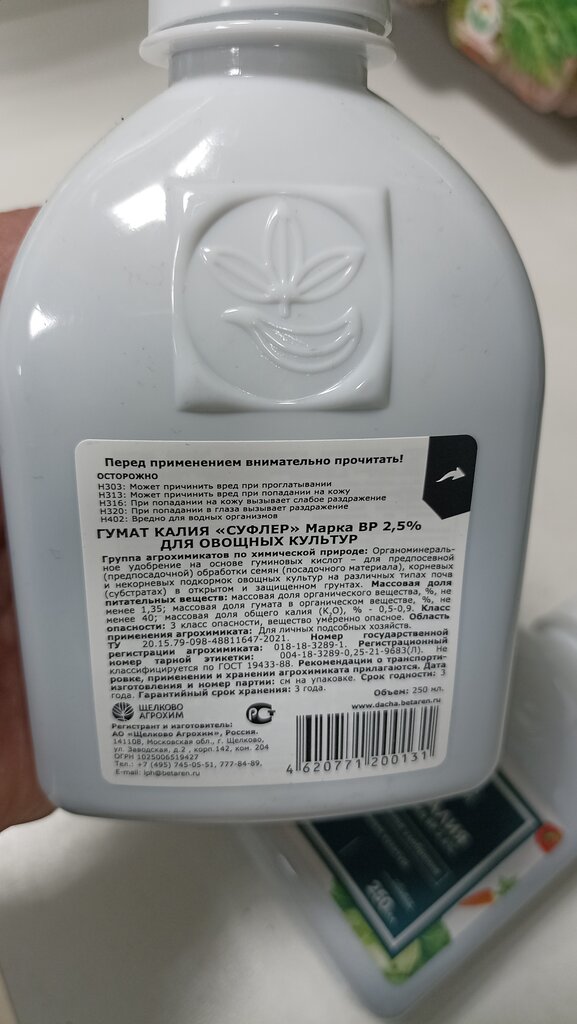 Перед применением внимательно прочитать!
ОСТОРОЖНО
H303: Может причинить вред при проглатывании
H313: Может причинить вред при попадании на кожу
H316: При попадании на кожу вызывает слабое раздражение
H320: При попадании в глаза вызывает раздражение
H402: Вредно для водных организмов
ГУМАТ КАЛИЯ «СУФЛЕР» Марка ВР 2,5%
ДЛЯ ОВОЩНЫХ КУЛЬТУР
Группа агрохимикатов по химической природе: Органоминераль-
ное удобрение на основе гуминовых кислот – для предпосевной
(предпосадочной) обработки семян (посадочного материала), корневых
и некорневых подкормок овощных культур на различных типах почв
(субстратах) в открытом и защищенном грунтах. Массовая доля
питательных веществ: массовая доля органического вещества, %, не
менее 1,35; массовая доля гумата в органическом веществе, %, не
менее 40; массовая доля общего калия (K₂O), % - 0,5-0,9. Класс
опасности: 3 класс опасности, вещество умеренно опасное. Область
применения агрохимиката: Для личных подсобных хозяйств.
ТУ 20.15.79-098-48811647-2021. Номер государственной
регистрации агрохимиката: 018-18-3289-1. Регистрационный
номер тарной этикетки: 004-18-3289-0,25-21-9683(Л). Не
классифицируется по ГОСТ 19433-88. Рекомендации о транспорти-
ровке, применении и хранении агрохимиката прилагаются. Дата
изготовления и номер партии: см на упаковке. Срок годности: 3
года. Гарантийный срок хранения: 3 года.
Объем: 250 мл.
www.dacha.betaren.ru
ЩЕЛКОВО
АГРОХИМ
РСТ
Регистрант и изготовитель:
АО «Щелково Агрохим», Россия.
141108, Московская обл., г. Щелково,
ул. Заводская, д.2 , корп.142, ком. 204
ОГРН 1025006519427
Тел.: +7 (495) 745-05-51, 777-84-89.
E-mail: iph@betaren.ru
4 620771 200131
250